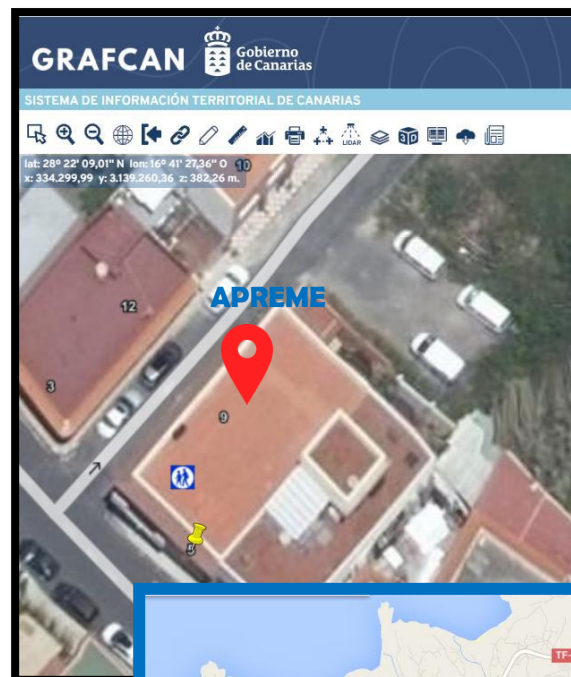 GRAFCAN
Gobierno
de Canarias
SISTEMA DE INFORMACIÓN TERRITORIAL DE CANARIAS
LIDAR
3D
lat: 28º 22' 09,01'' N lon: 16º 41' 27,36'' O
x: 334.299,99 y: 3.139.260,36 z: 382,26 m.
10
APREME
12
3
9
TF-